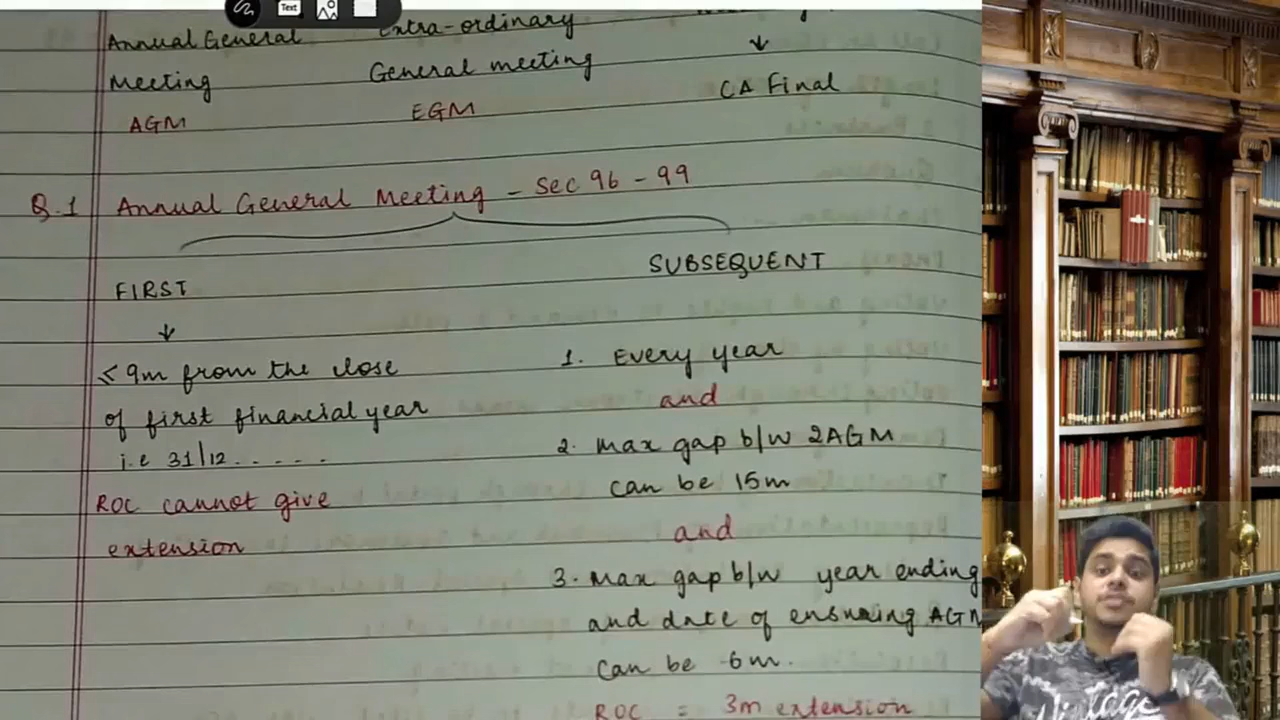 Text
Annual General
Extra-ordinary
Meeting
General meeting
AGM
EGM
CA Final
Q.1 Annual General Meeting - Sec 96 - 99
FIRST
SUBSEQUENT
≤ 9m from the close
of first financial year
i.e 31/12 . . . . .
ROC cannot give
extension
1. Every year
and
2. Max gap b/w 2AGM
can be 15m
and
3. Max gap b/w year ending
and date of ensuring AGM
can be 6m.
ROC = 3m extension
Vintage